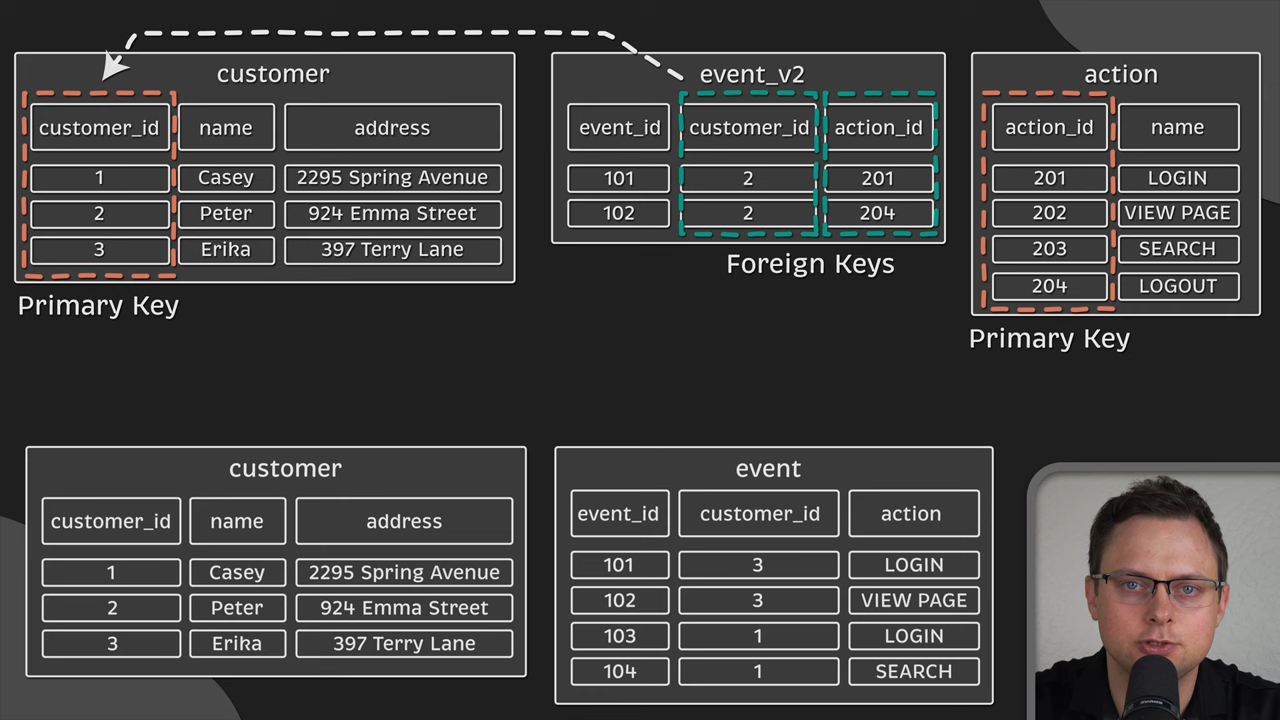 customer
customer_id name address
1 Casey 2295 Spring Avenue
2 Peter 924 Emma Street
3 Erika 397 Terry Lane
Primary Key
event_v2
event_id customer_id action_id
101 2 201
102 2 204
Foreign Keys
action
action_id name
201 LOGIN
202 VIEW PAGE
203 SEARCH
204 LOGOUT
Primary Key
customer
customer_id name address
1 Casey 2295 Spring Avenue
2 Peter 924 Emma Street
3 Erika 397 Terry Lane
event
event_id customer_id action
101 3 LOGIN
102 3 VIEW PAGE
103 1 LOGIN
104 1 SEARCH